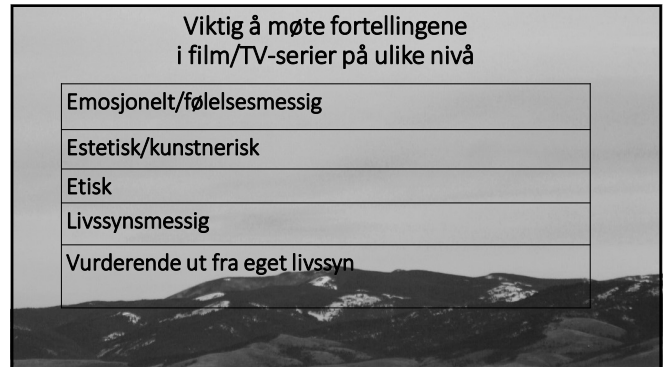 Viktig å møte fortellingene
i film/TV-serier på ulike nivå
Emosjonelt/følelsesmessig
Estetisk/kunstnerisk
Etisk
Livssynsmessig
Vurderende ut fra eget livssyn